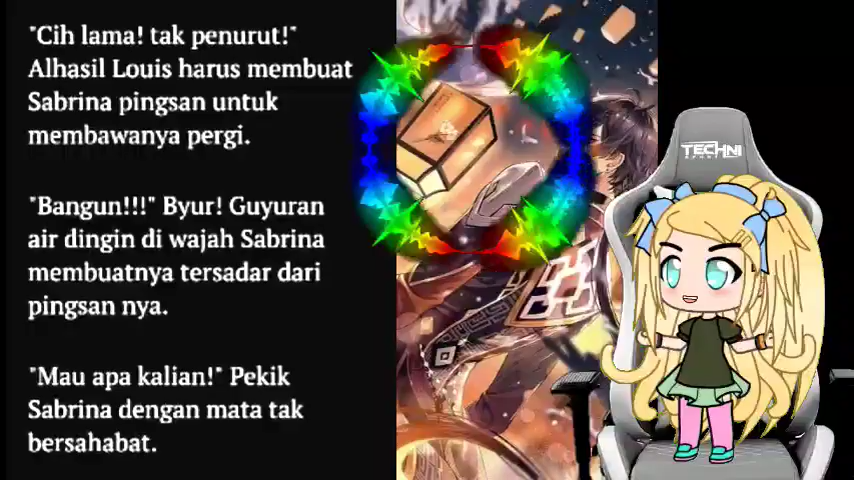 "Cih lama! tak penurut!"
Alhasil Louis harus membuat
Sabrina pingsan untuk
membawanya pergi.
"Bangun!!!" Byur! Guyuran
air dingin di wajah Sabrina
membuatnya tersadar dari
pingsan nya.
"Mau apa kalian!" Pekik
Sabrina dengan mata tak
bersahabat.
TECHNI
SPORT